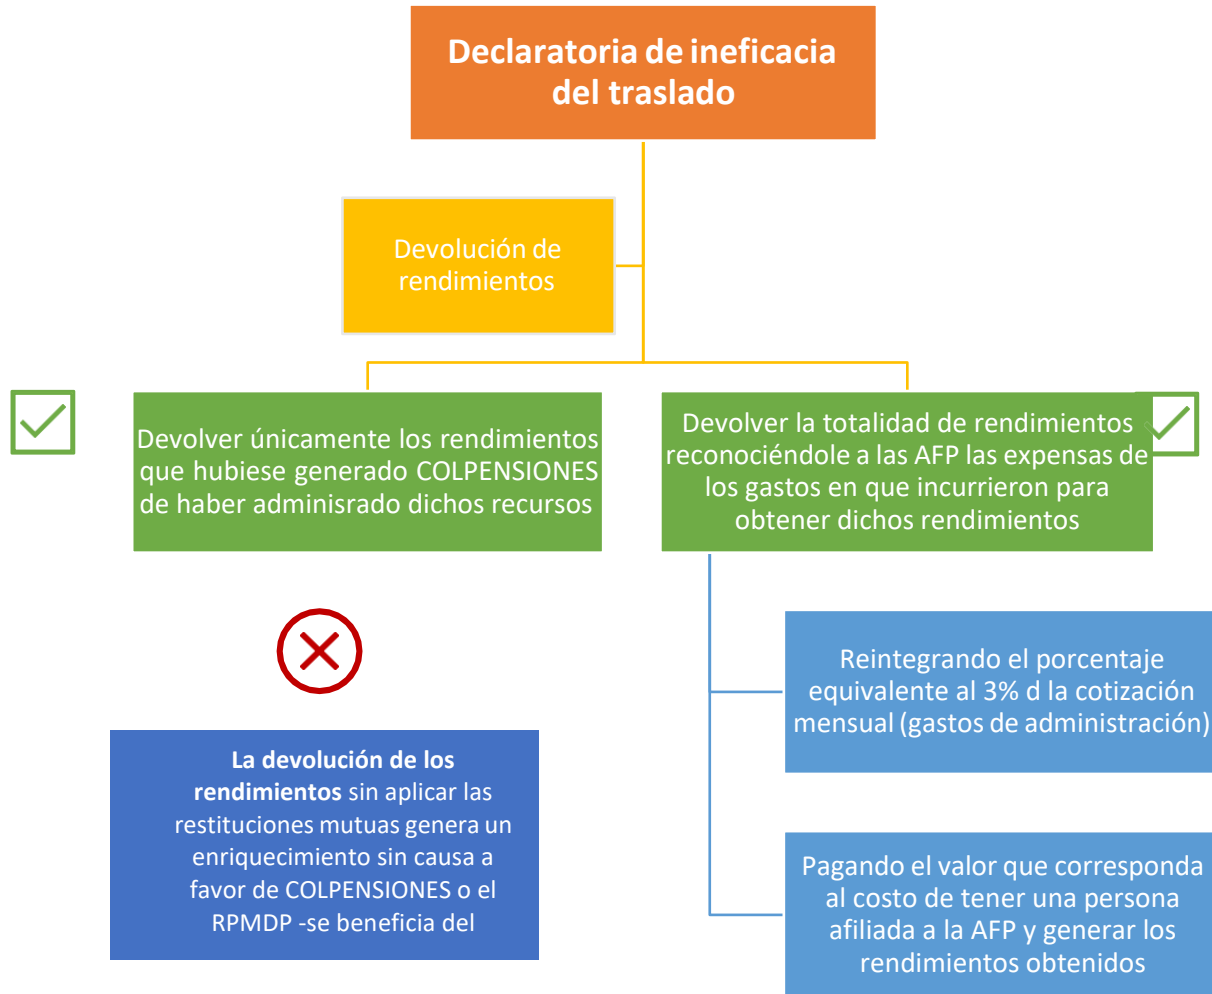 Declaratoria de ineficacia
del traslado
Devolución de
rendimientos
Devolver únicamente los rendimientos
que hubiese generado COLPENSIONES
de haber adminisrado dichos recursos
Devolver la totalidad de rendimientos
reconociéndole a las AFP las expensas de
los gastos en que incurrieron para
obtener dichos rendimientos
La devolución de los
rendimientos sin aplicar las
restituciones mutuas genera un
enriquecimiento sin causa a
favor de COLPENSIONES o el
RPMDP -se beneficia del
Reintegrando el porcentaje
equivalente al 3% d la cotización
mensual (gastos de administración)
Pagando el valor que corresponda
al costo de tener una persona
afiliada a la AFP y generar los
rendimientos obtenidos